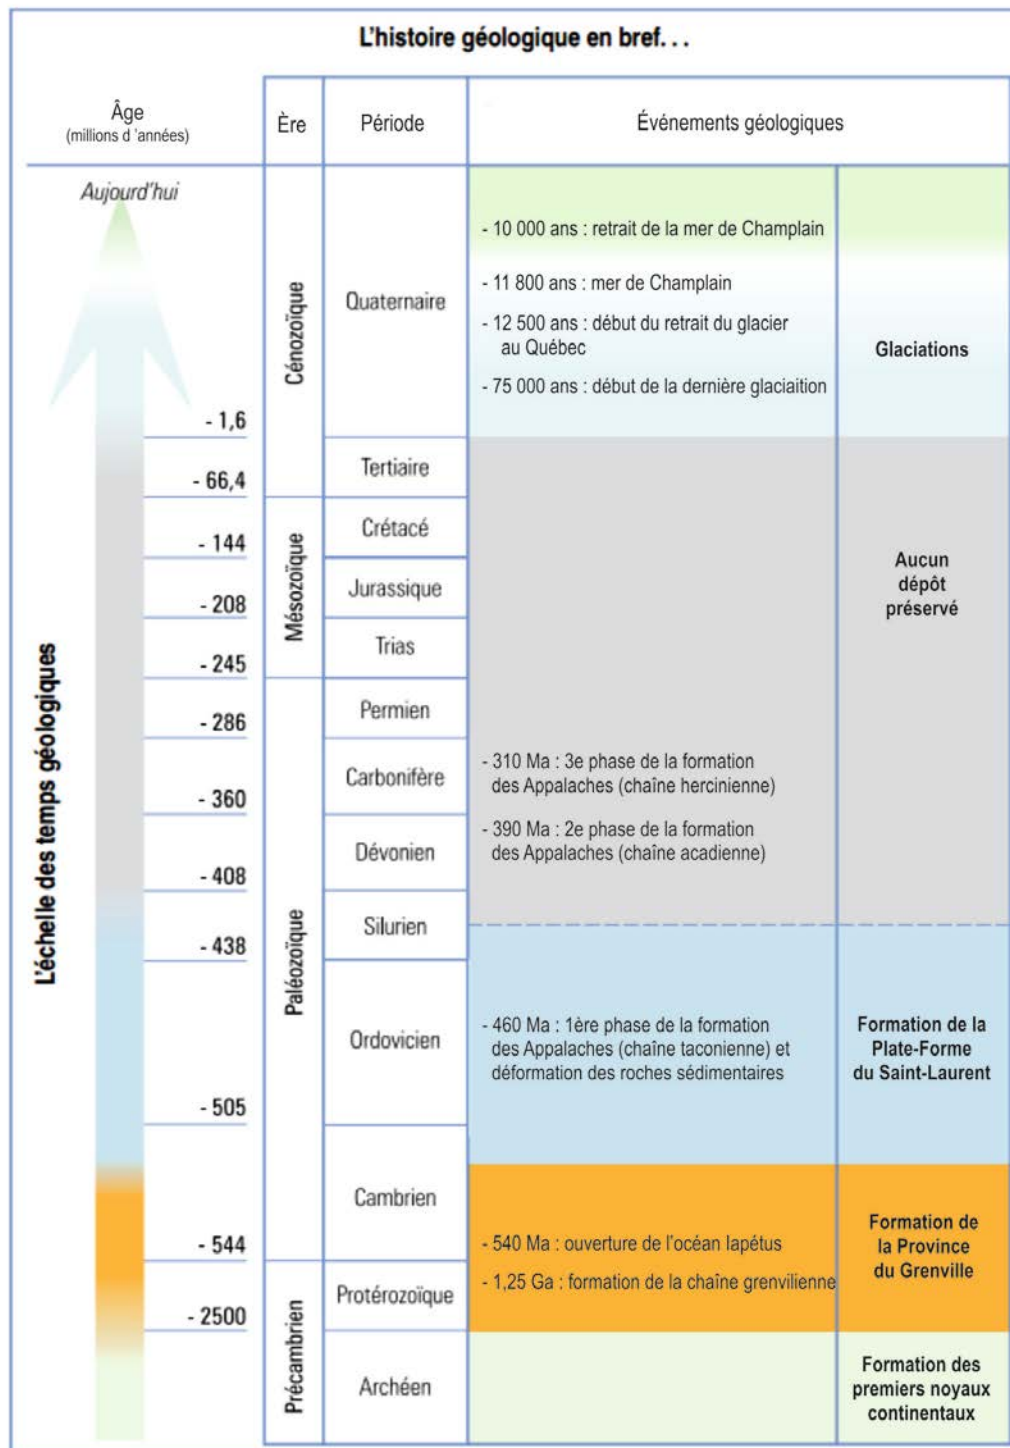 L'histoire géologique en bref...
Âge
(millions d 'années)
Ère
Période
Événements géologiques
Aujourd'hui
L'échelle des temps géologiques
- 1,6
- 66,4
- 144
- 208
- 245
- 286
- 360
- 408
- 438
- 505
- 544
- 2500
Cénozoïque
Mésozoïque
Paléozoïque
Précambrien
Quaternaire
Tertiaire
Crétacé
Jurassique
Trias
Permien
Carbonifère
Dévonien
Silurien
Ordovicien
Cambrien
Protérozoïque
Archéen
- 10 000 ans : retrait de la mer de Champlain
- 11 800 ans : mer de Champlain
- 12 500 ans : début du retrait du glacier
au Québec
- 75 000 ans : début de la dernière glaciaition
- 310 Ma : 3e phase de la formation
des Appalaches (chaîne hercinienne)
- 390 Ma : 2e phase de la formation
des Appalaches (chaîne acadienne)
- 460 Ma : 1ère phase de la formation
des Appalaches (chaîne taconienne) et
déformation des roches sédimentaires
- 540 Ma : ouverture de l'océan Iapétus
- 1,25 Ga : formation de la chaîne grenvilienne
Glaciations
Aucun
dépôt
préservé
Formation de la
Plate-Forme
du Saint-Laurent
Formation de
la Province
du Grenville
Formation des
premiers noyaux
continentaux